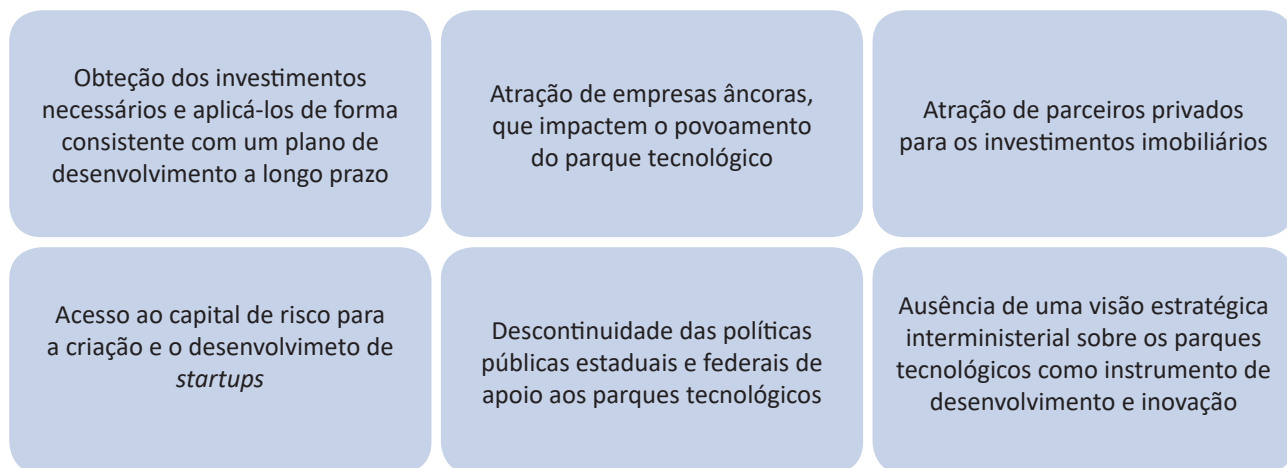 Obteção dos investimentos
necessários e aplicá-los de forma
consistente com um plano de
desenvolvimento a longo prazo
Atração de empresas âncoras,
que impactem o povoamento
do parque tecnológico
Atração de parceiros privados
para os investimentos imobiliários
Acesso ao capital de risco para
a criação e o desenvolvimeto de
startups
Descontinuidade das políticas
públicas estaduais e federais de
apoio aos parques tecnológicos
Ausência de uma visão estratégica
interministerial sobre os parques
tecnológicos como instrumento de
desenvolvimento e inovação